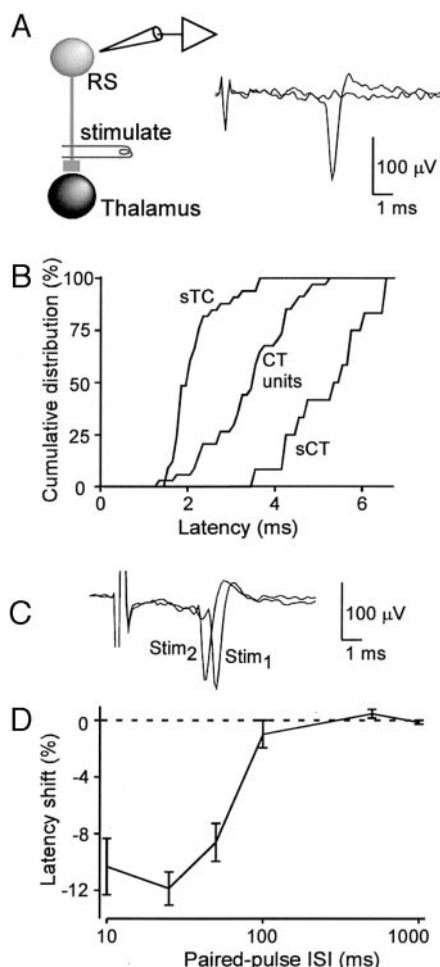 A
RS
stimulate
Thalamus
100 μV
1 ms
B
Cumulative distribution (%)
100
75
50
25
0
sTC
CT
units
sCT
0 2 4 6
Latency (ms)
C
Stim2
Stim1
100 μV
1 ms
D
Latency shift (%)
0
-4
-8
-12
10 100 1000
Paired-pulse ISI (ms)